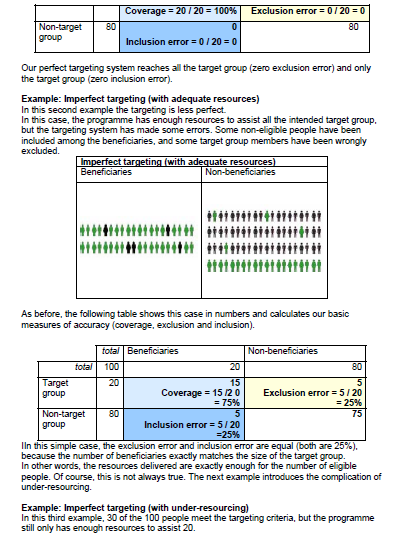 Coverage = 20 / 20 = 100% Exclusion error = 0 / 20 = 0
Non-target group 80 0 80
Inclusion error = 0 / 20 = 0
Our perfect targeting system reaches all the target group (zero exclusion error) and only
the target group (zero inclusion error).
Example: Imperfect targeting (with adequate resources)
In this second example the targeting is less perfect.
In this case, the programme has enough resources to assist all the intended target group,
but the targeting system has made some errors. Some non-eligible people have been
included among the beneficiaries, and some target group members have been wrongly
excluded.
Imperfect targeting (with adequate resources)
Beneficiaries Non-beneficiaries
As before, the following table shows this case in numbers and calculates our basic
measures of accuracy (coverage, exclusion and inclusion).
total Beneficiaries Non-beneficiaries
total 100 20 80
Target group 20 15 5
Coverage = 15 /2 0 Exclusion error = 5 / 20
= 75% = 25%
Non-target group 80 5 75
Inclusion error = 5 / 20
=25%
IIn this simple case, the exclusion error and inclusion error are equal (both are 25%),
because the number of beneficiaries exactly matches the size of the target group.
In other words, the resources delivered are exactly enough for the number of eligible
people. Of course, this is not always true. The next example introduces the complication of
under-resourcing.
Example: Imperfect targeting (with under-resourcing)
In this third example, 30 of the 100 people meet the targeting criteria, but the programme
still only has enough resources to assist 20.